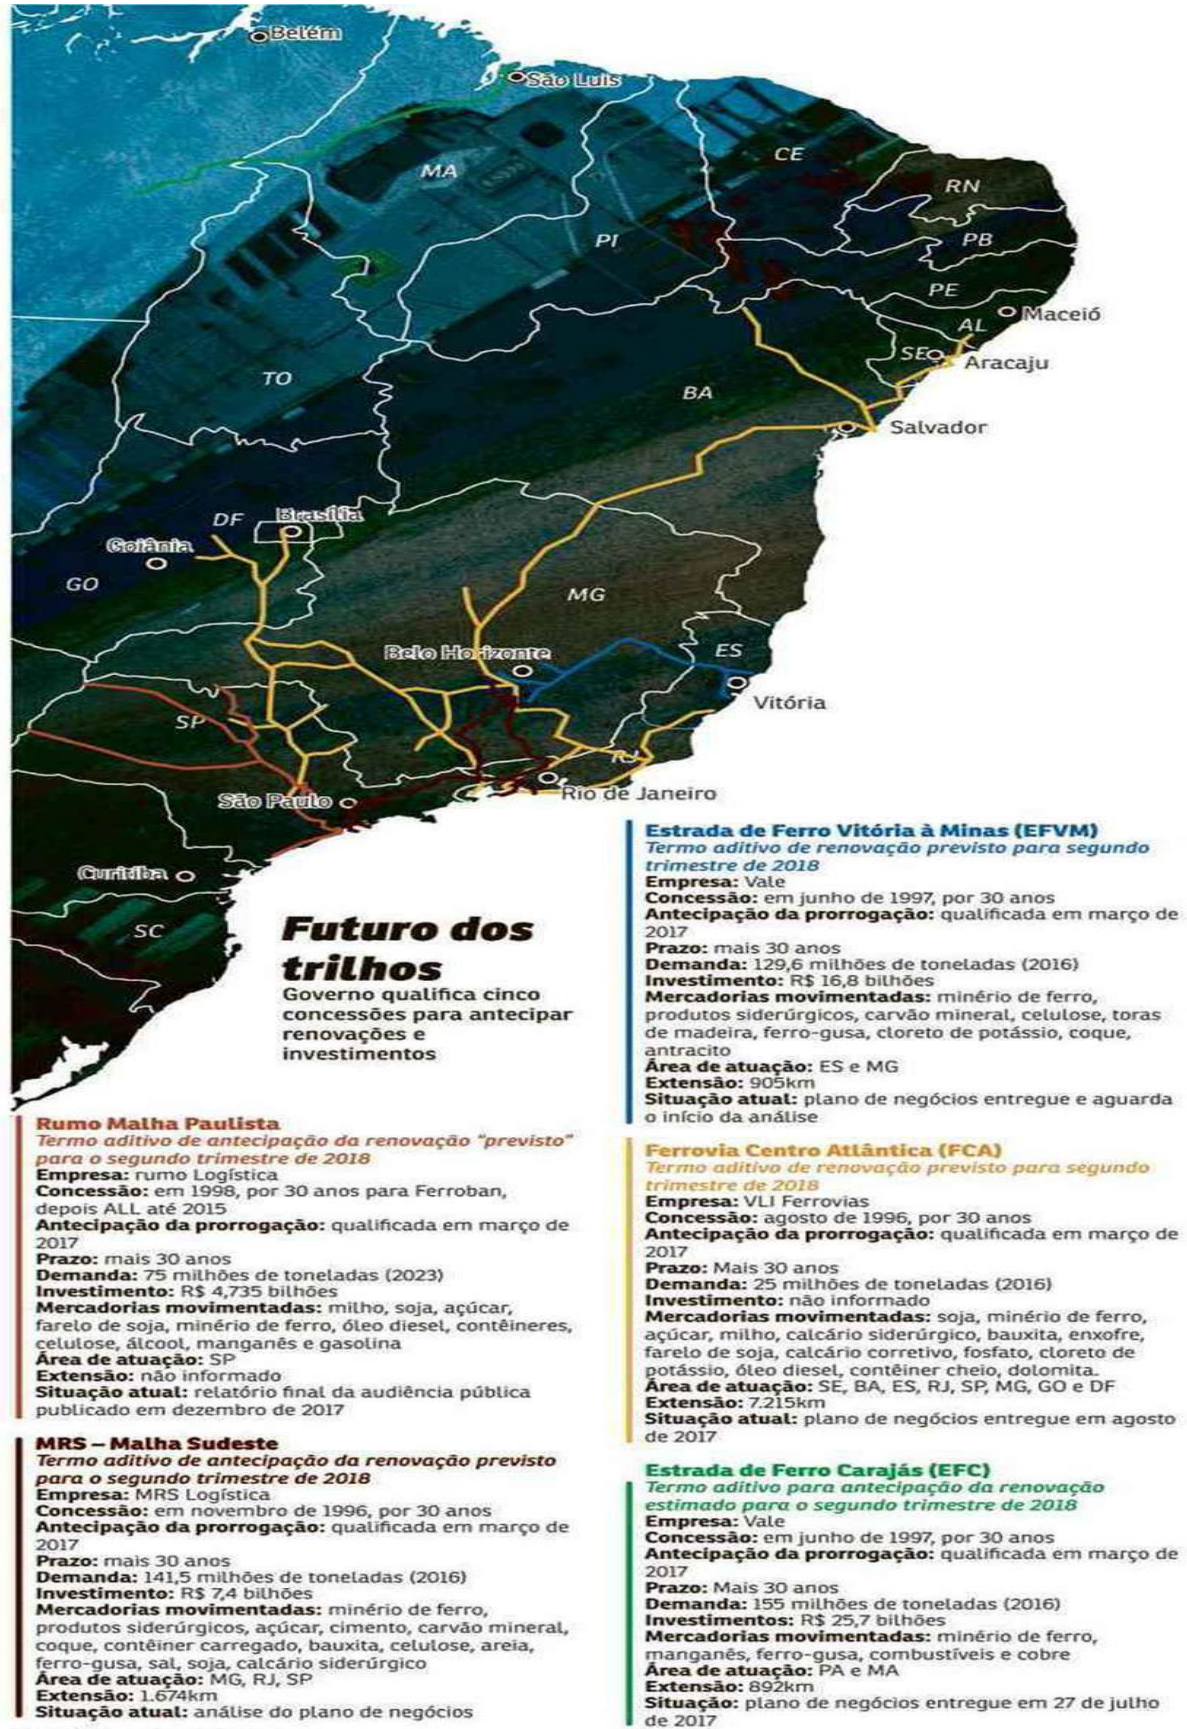 Belém
São Luis
MA
CE
RN
PI
PB
PE
Maceió
AL
SE
Aracaju
TO
BA
Salvador
DF
Brasília
Goiânia
GO
MG
Belo Horizonte
ES
Vitória
SP
RJ
São Paulo
Rio de Janeiro
Curitiba
SC
Futuro dos
trilhos
Governo qualifica cinco
concessões para antecipar
renovações e
investimentos
Rumo Malha Paulista
Termo aditivo de antecipação da renovação "previsto"
para o segundo trimestre de 2018
Empresa: rumo Logística
Concessão: em 1998, por 30 anos para Ferroban,
depois ALL até 2015
Antecipação da prorrogação: qualificada em março de
2017
Prazo: mais 30 anos
Demanda: 75 milhões de toneladas (2023)
Investimento: R$ 4,735 bilhões
Mercadorias movimentadas: milho, soja, açúcar,
farelo de soja, minério de ferro, óleo diesel, contêineres,
celulose, álcool, manganês e gasolina
Área de atuação: SP
Extensão: não informado
Situação atual: relatório final da audiência pública
publicado em dezembro de 2017
MRS – Malha Sudeste
Termo aditivo de antecipação da renovação previsto
para o segundo trimestre de 2018
Empresa: MRS Logística
Concessão: em novembro de 1996, por 30 anos
Antecipação da prorrogação: qualificada em março de
2017
Prazo: mais 30 anos
Demanda: 141,5 milhões de toneladas (2016)
Investimento: R$ 7,4 bilhões
Mercadorias movimentadas: minério de ferro,
produtos siderúrgicos, açúcar, cimento, carvão mineral,
coque, contêiner carregado, bauxita, celulose, areia,
ferro-gusa, sal, soja, calcário siderúrgico
Área de atuação: MG, RJ, SP
Extensão: 1.674km
Situação atual: análise do plano de negócios
Estrada de Ferro Vitória à Minas (EFVM)
Termo aditivo de renovação previsto para segundo
trimestre de 2018
Empresa: Vale
Concessão: em junho de 1997, por 30 anos
Antecipação da prorrogação: qualificada em março de
2017
Prazo: mais 30 anos
Demanda: 129,6 milhões de toneladas (2016)
Investimento: R$ 16,8 bilhões
Mercadorias movimentadas: minério de ferro,
produtos siderúrgicos, carvão mineral, celulose, toras
de madeira, ferro-gusa, cloreto de potássio, coque,
antracito
Área de atuação: ES e MG
Extensão: 905km
Situação atual: plano de negócios entregue e aguarda
o início da análise
Ferrovia Centro Atlântica (FCA)
Termo aditivo de renovação previsto para segundo
trimestre de 2018
Empresa: VLI Ferrovias
Concessão: agosto de 1996, por 30 anos
Antecipação da prorrogação: qualificada em março de
2017
Prazo: Mais 30 anos
Demanda: 25 milhões de toneladas (2016)
Investimento: não informado
Mercadorias movimentadas: soja, minério de ferro,
açúcar, milho, calcário siderúrgico, bauxita, enxofre,
farelo de soja, calcário corretivo, fosfato, cloreto de
potássio, óleo diesel, contêiner cheio, dolomita.
Área de atuação: SE, BA, ES, RJ, SP, MG, GO e DF
Extensão: 7.215km
Situação atual: plano de negócios entregue em agosto
de 2017
Estrada de Ferro Carajás (EFC)
Termo aditivo para antecipação da renovação
estimado para o segundo trimestre de 2018
Empresa: Vale
Concessão: em junho de 1997, por 30 anos
Antecipação da prorrogação: qualificada em março de
2017
Prazo: Mais 30 anos
Demanda: 155 milhões de toneladas (2016)
Investimentos: R$ 25,7 bilhões
Mercadorias movimentadas: minério de ferro,
manganês, ferro-gusa, combustíveis e cobre
Área de atuação: PA e MA
Extensão: 892km
Situação: plano de negócios entregue em 27 de julho
de 2017